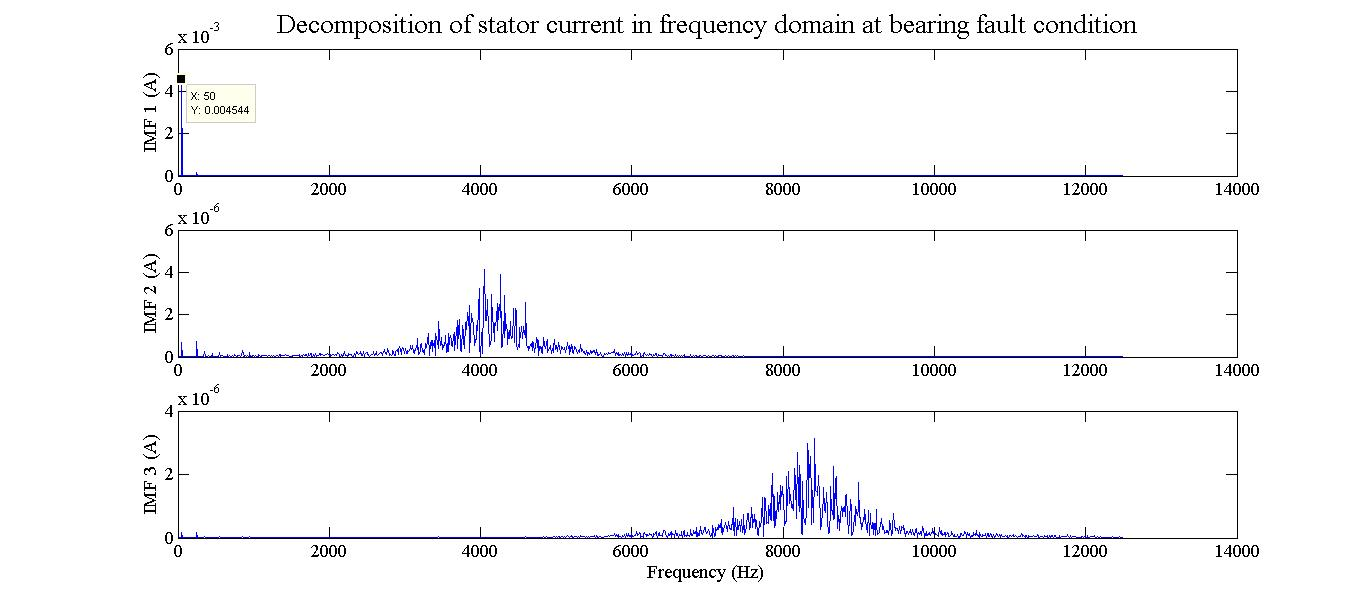 Decomposition of stator current in frequency domain at bearing fault condition
x 10-3
6
4
2
0
IMF 1 (A)
X: 50
Y: 0.004544
0 2000 4000 6000 8000 10000 12000 14000
x 10-6
6
4
2
0
IMF 2 (A)
0 2000 4000 6000 8000 10000 12000 14000
x 10-6
4
2
0
IMF 3 (A)
0 2000 4000 6000 8000 10000 12000 14000
Frequency (Hz)